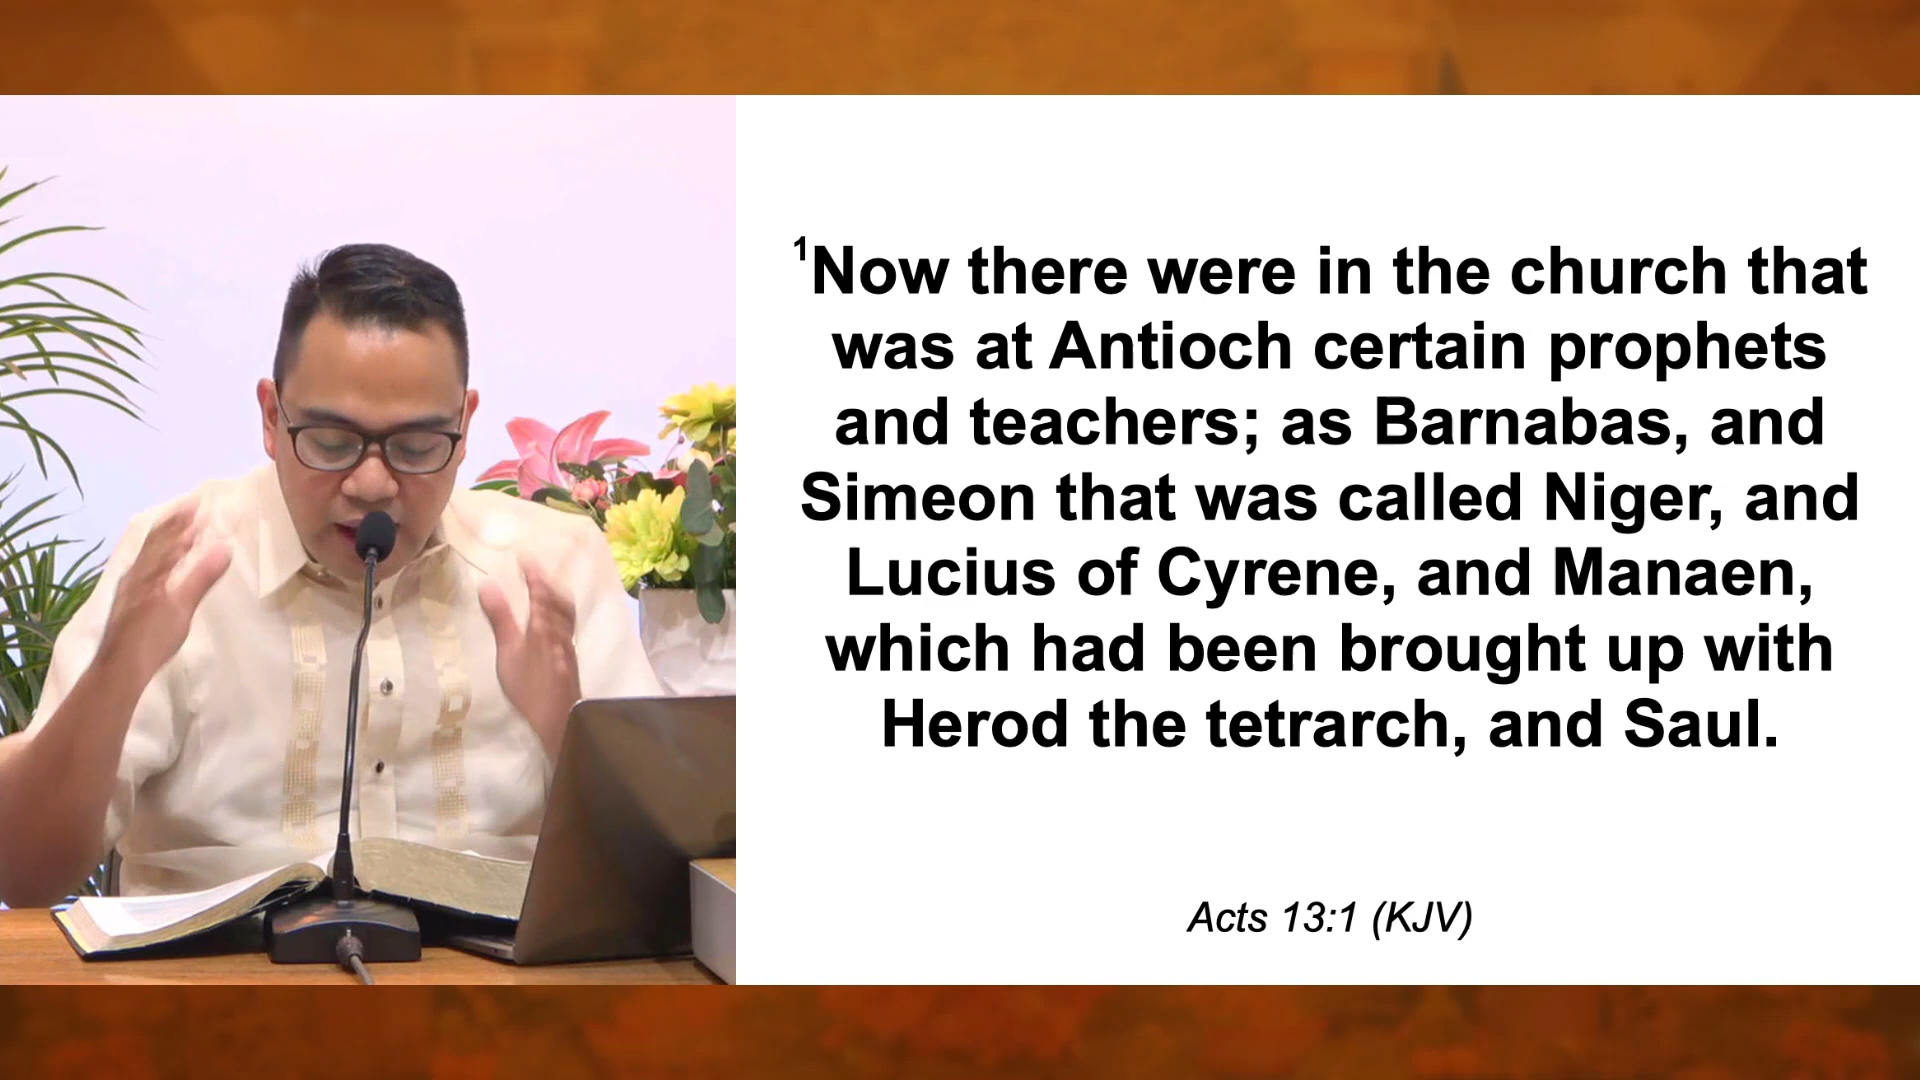 ¹Now there were in the church that
was at Antioch certain prophets
and teachers; as Barnabas, and
Simeon that was called Niger, and
Lucius of Cyrene, and Manaen,
which had been brought up with
Herod the tetrarch, and Saul.
Acts 13:1 (KJV)